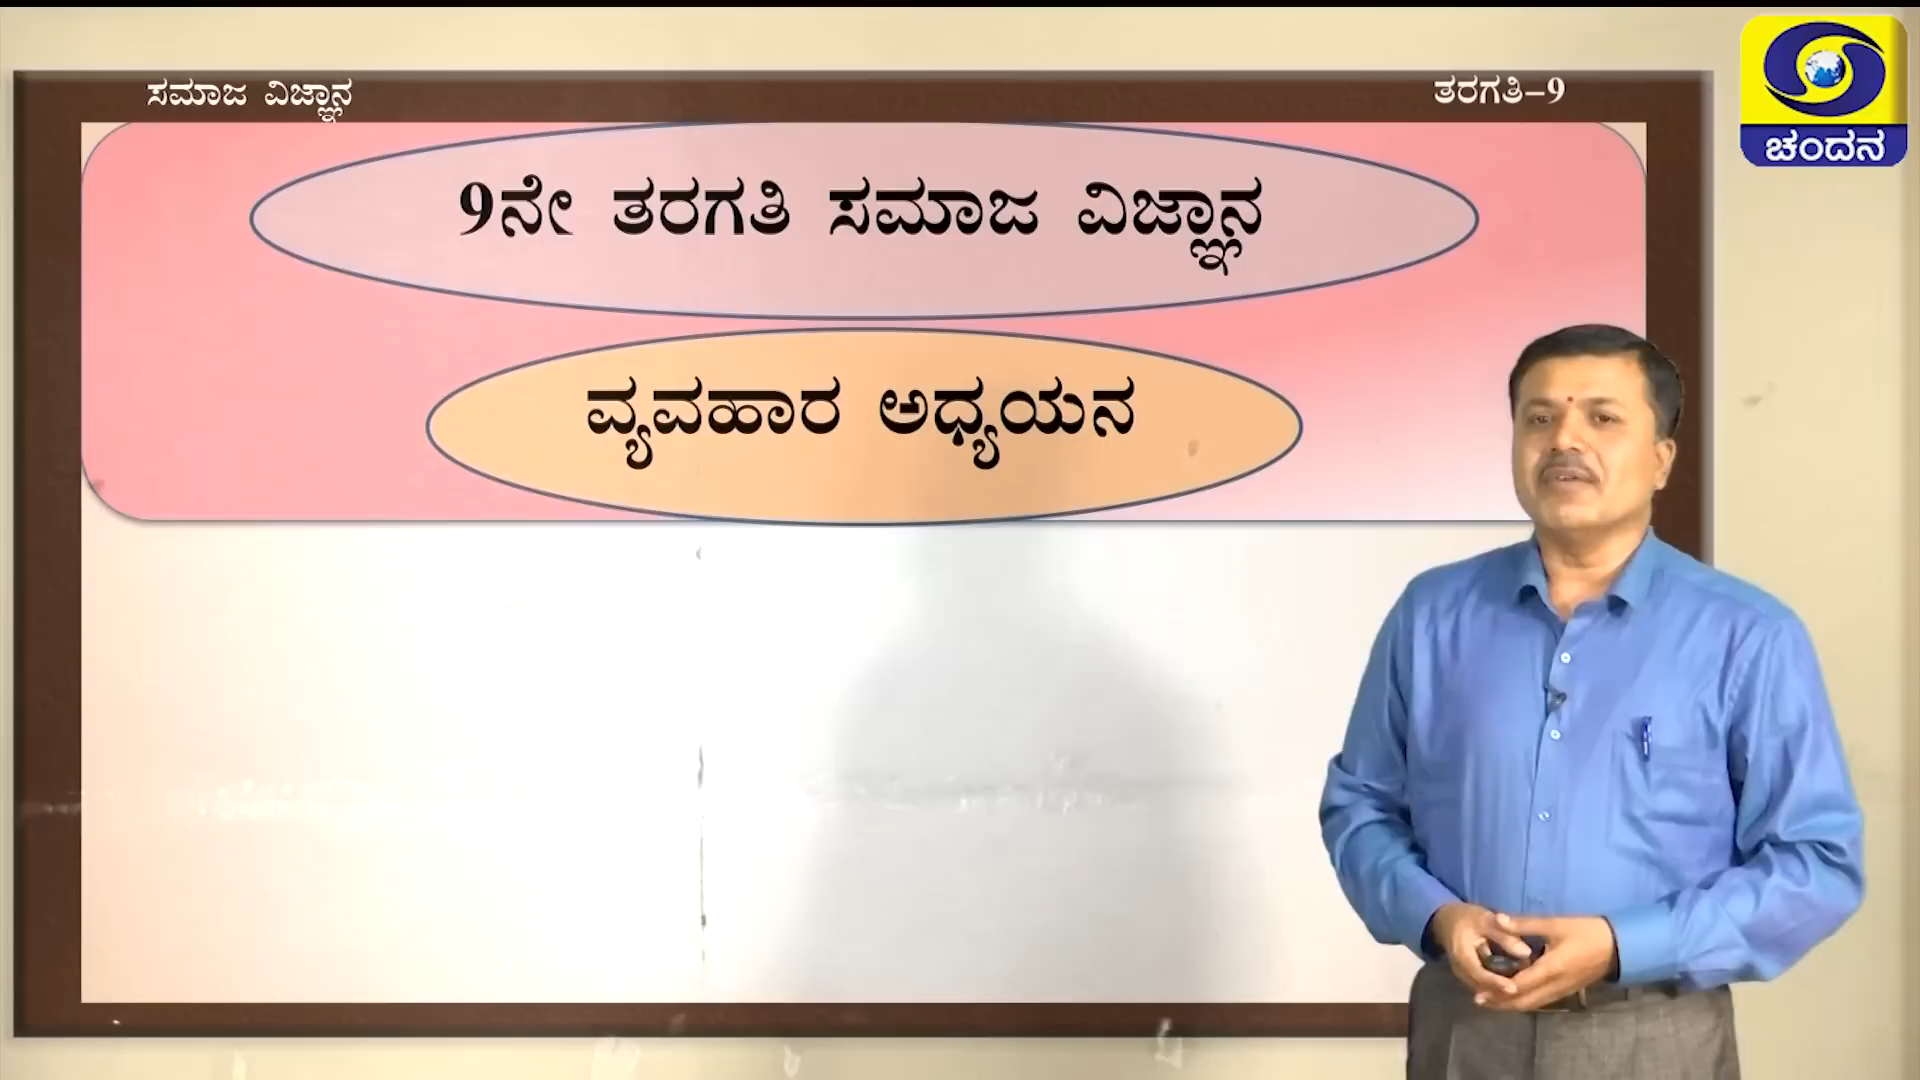 ಸಮಾಜ ವಿಜ್ಞಾನ
ತರಗತಿ–9
ಚಂದನ
9ನೇ ತರಗತಿ ಸಮಾಜ ವಿಜ್ಞಾನ
ವ್ಯವಹಾರ ಅಧ್ಯಯನ